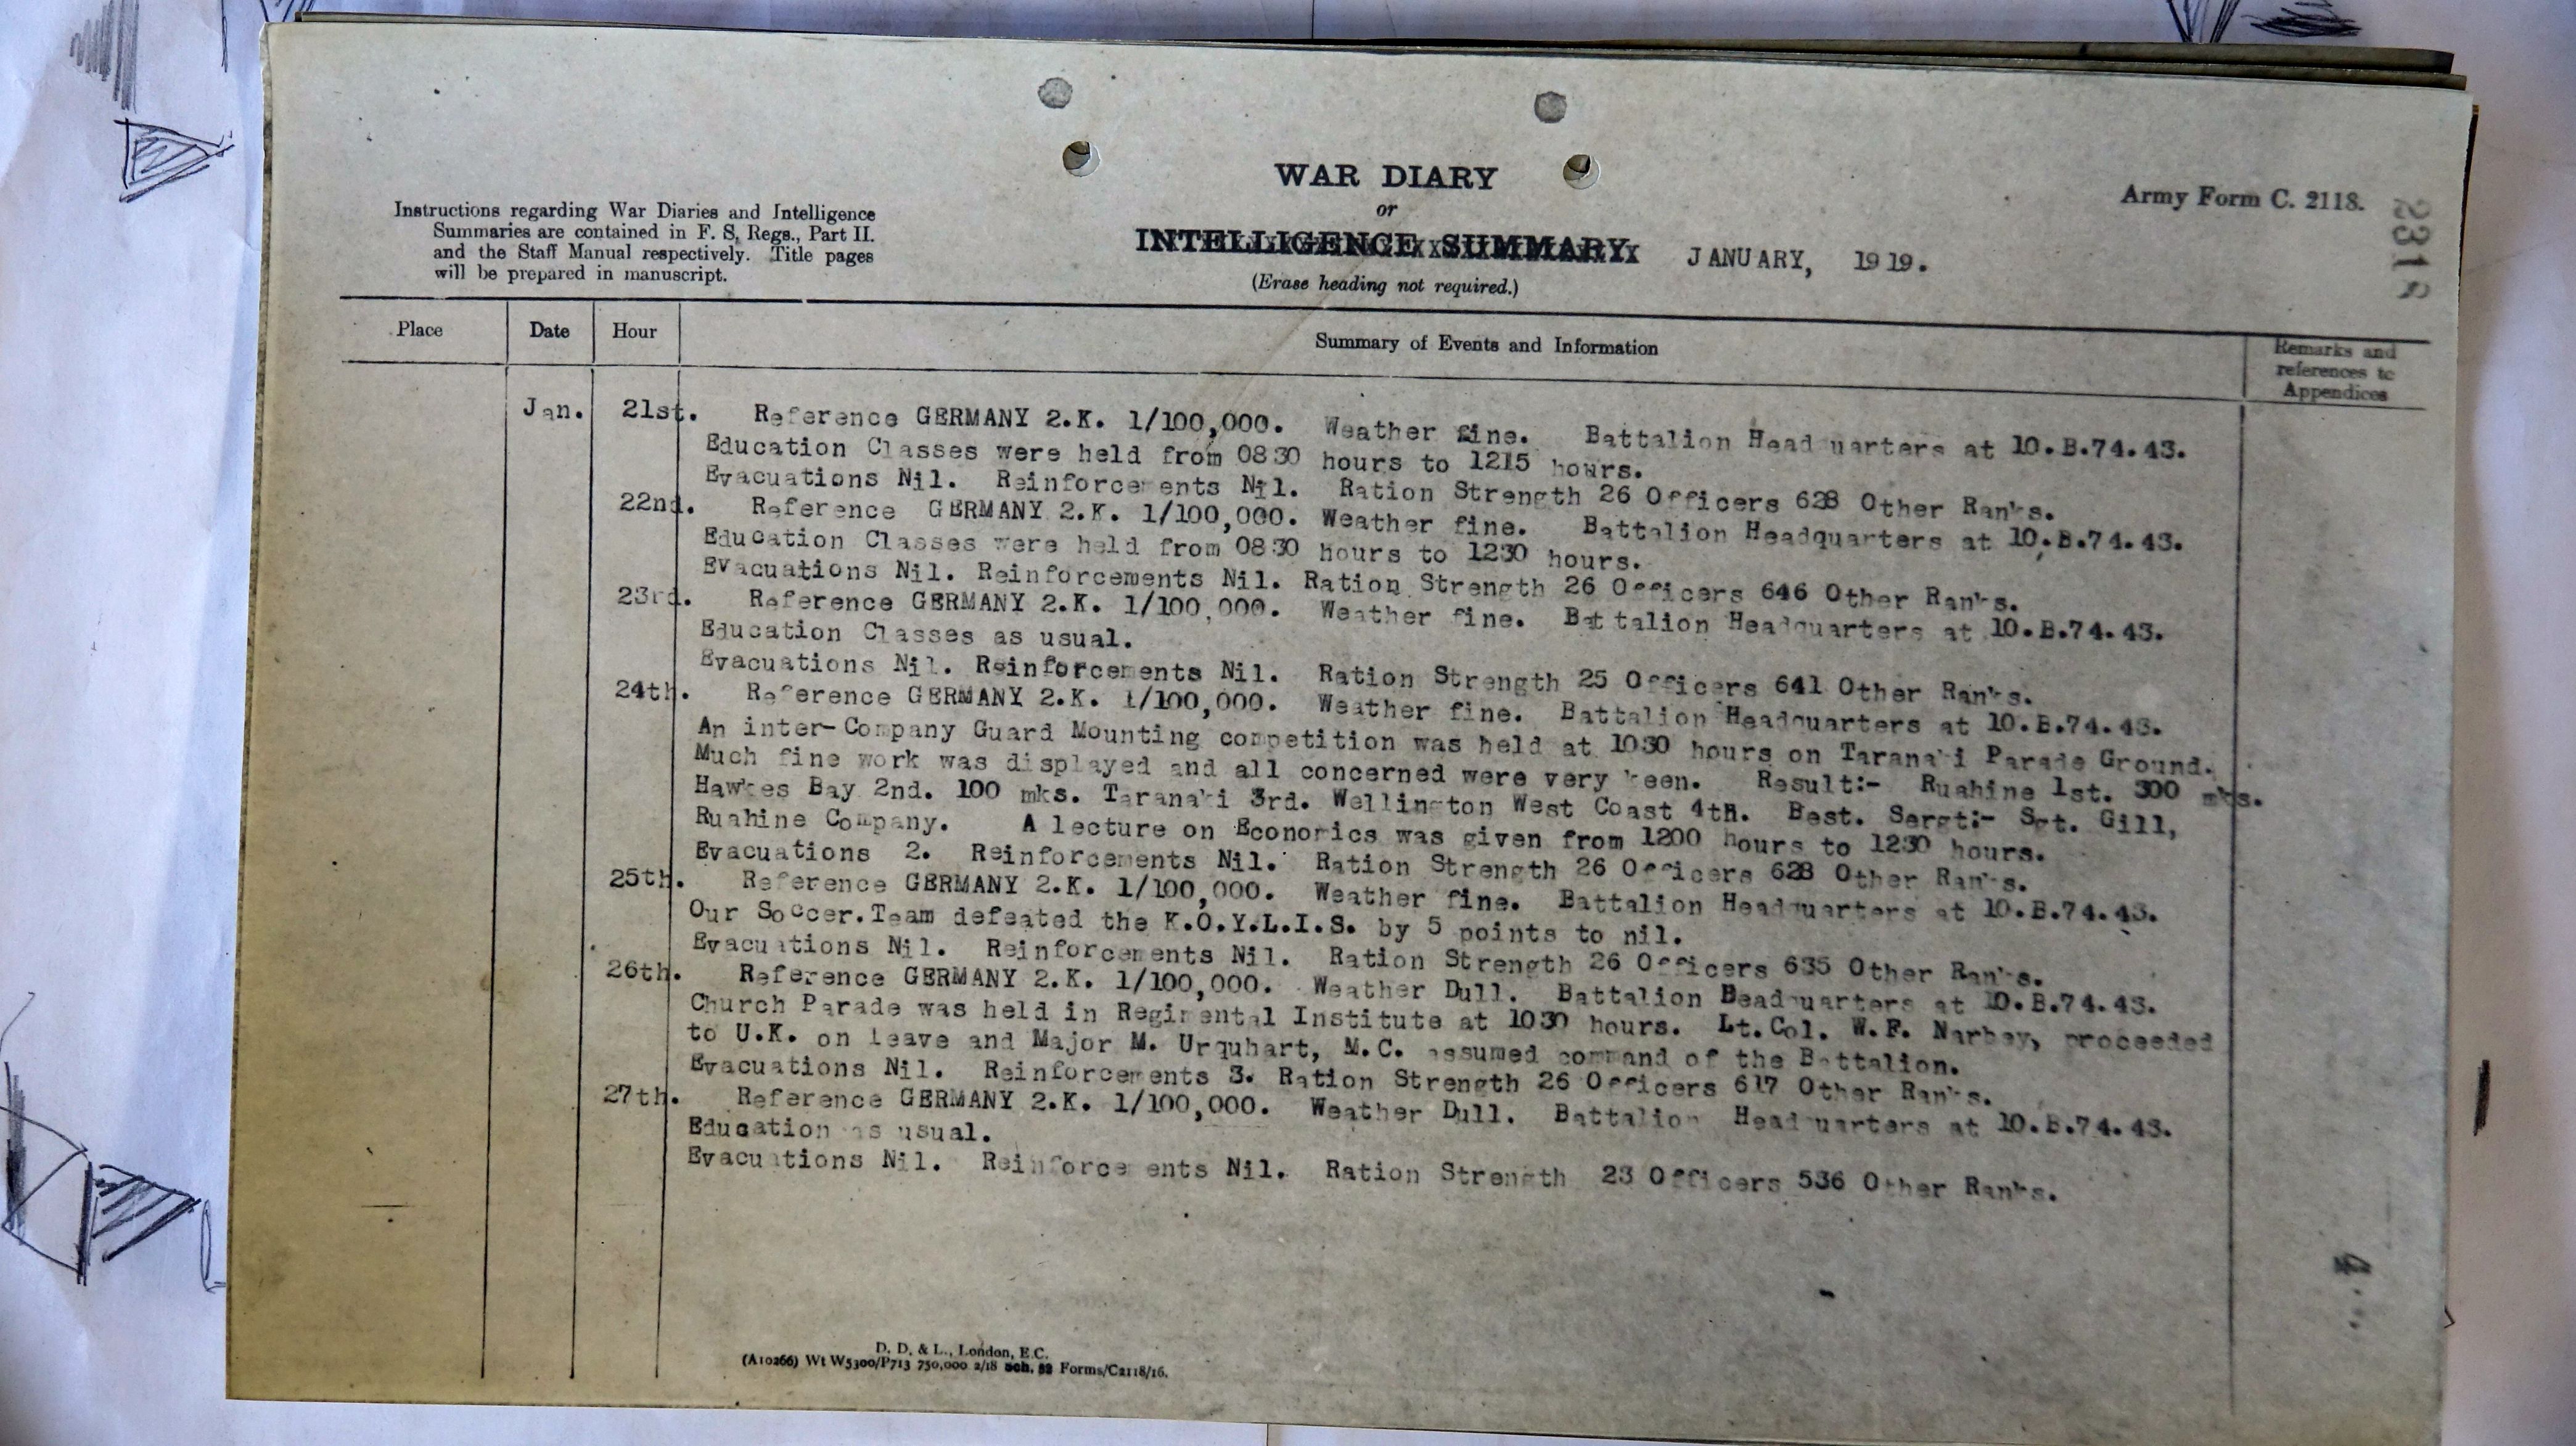 WAR DIARY
or
INTELLIGENCE SUMMARY. JANUARY, 1919.
(Erase heading not required.)
Army Form C. 2118.
2318
Instructions regarding War Diaries and Intelligence
Summaries are contained in F. S. Regs., Part II.
and the Staff Manual respectively. Title pages
will be prepared in manuscript.
Place Date Hour Summary of Events and Information Remarks and
references to
Appendices
Jan. 21st. Reference GERMANY 2.K. 1/100,000. Weather fine. Battalion Headquarters at 10.B.74.43.
Education Classes were held from 0830 hours to 1215 hours.
Evacuations Nil. Reinforcements Nil. Ration Strength 26 Officers 628 Other Ranks.
22nd. Reference GERMANY 2.K. 1/100,000. Weather fine. Battalion Headquarters at 10.B.74.43.
Education Classes were held from 0830 hours to 1230 hours.
Evacuations Nil. Reinforcements Nil. Ration Strength 26 Officers 646 Other Ranks.
23rd. Reference GERMANY 2.K. 1/100,000. Weather fine. Battalion Headquarters at 10.B.74.43.
Education Classes as usual.
Evacuations Nil. Reinforcements Nil. Ration Strength 25 Officers 641 Other Ranks.
24th. Reference GERMANY 2.K. 1/100,000. Weather fine. Battalion Headquarters at 10.B.74.43.
An inter-Company Guard Mounting competition was held at 1030 hours on Taranaki Parade Ground.
Much fine work was displayed and all concerned were very keen. Result:- Ruahine 1st. 300 mks.
Hawkes Bay 2nd. 100 mks. Taranaki 3rd. Wellington West Coast 4th. Best. Sergt:- Sgt. Gill,
Ruahine Company. A lecture on Economics was given from 1200 hours to 1230 hours.
Evacuations 2. Reinforcements Nil. Ration Strength 26 Officers 628 Other Ranks.
25th. Reference GERMANY 2.K. 1/100,000. Weather fine. Battalion Headquarters at 10.B.74.43.
Our Soccer.Team defeated the K.O.Y.L.I.S. by 5 points to nil.
Evacuations Nil. Reinforcements Nil. Ration Strength 26 Officers 635 Other Ranks.
26th. Reference GERMANY 2.K. 1/100,000. Weather Dull. Battalion Headquarters at 10.B.74.43.
Church Parade was held in Regimental Institute at 1030 hours. Lt.Col. W.F. Narbey, proceeded
to U.K. on leave and Major M. Urquhart, M.C. assumed command of the Battalion.
Evacuations Nil. Reinforcements 3. Ration Strength 26 Officers 617 Other Ranks.
27th. Reference GERMANY 2.K. 1/100,000. Weather Dull. Battalion Headquarters at 10.B.74.43.
Education as usual.
Evacuations Nil. Reinforcements Nil. Ration Strength 23 Officers 536 Other Ranks.
4
D. D. & L., London, E.C.
(A10266) Wt W5300/P713 750,000 2/18 Sch. 52 Forms/C2118/16.